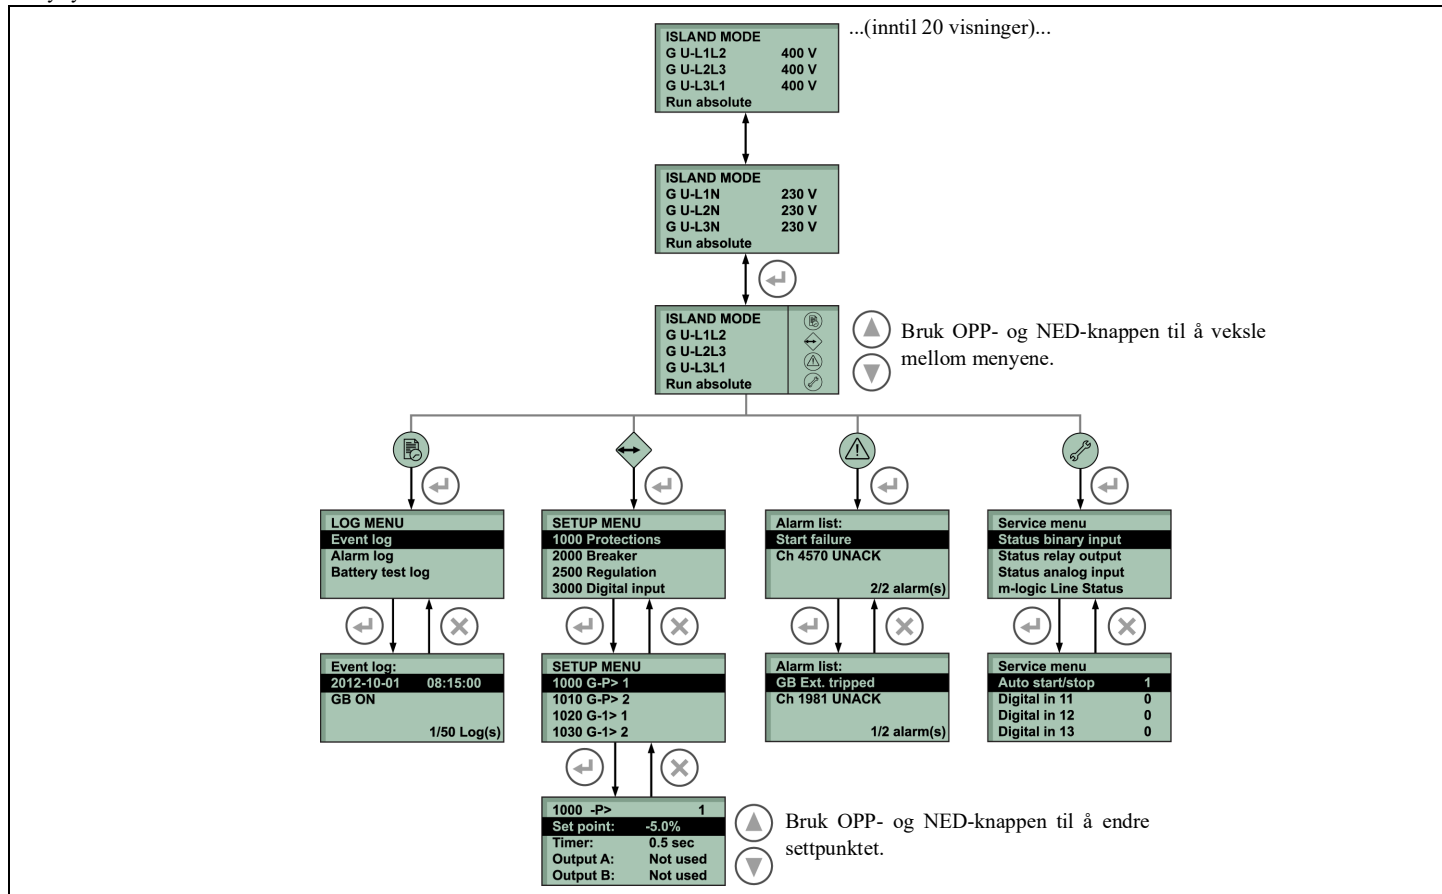 ISLAND MODE
G U-L1L2 400 V
G U-L2L3 400 V
G U-L3L1 400 V
Run absolute
...(inntil 20 visninger)...
ISLAND MODE
G U-L1N 230 V
G U-L2N 230 V
G U-L3N 230 V
Run absolute
ISLAND MODE
G U-L1L2
G U-L2L3
G U-L3L1
Run absolute
Bruk OPP- og NED-knappen til å veksle
mellom menyene.
LOG MENU
Event log
Alarm log
Battery test log
SETUP MENU
1000 Protections
2000 Breaker
2500 Regulation
3000 Digital input
Alarm list:
Start failure
Ch 4570 UNACK
2/2 alarm(s)
Service menu
Status binary input
Status relay output
Status analog input
m-logic Line Status
Event log:
2012-10-01 08:15:00
GB ON
1/50 Log(s)
SETUP MENU
1000 G-P> 1
1010 G-P> 2
1020 G-1> 1
1030 G-1> 2
Alarm list:
GB Ext. tripped
Ch 1981 UNACK
1/2 alarm(s)
Service menu
Auto start/stop 1
Digital in 11 0
Digital in 12 0
Digital in 13 0
1000 -P> 1
Set point: -5.0%
Timer: 0.5 sec
Output A: Not used
Output B: Not used
Bruk OPP- og NED-knappen til å endre
settpunktet.